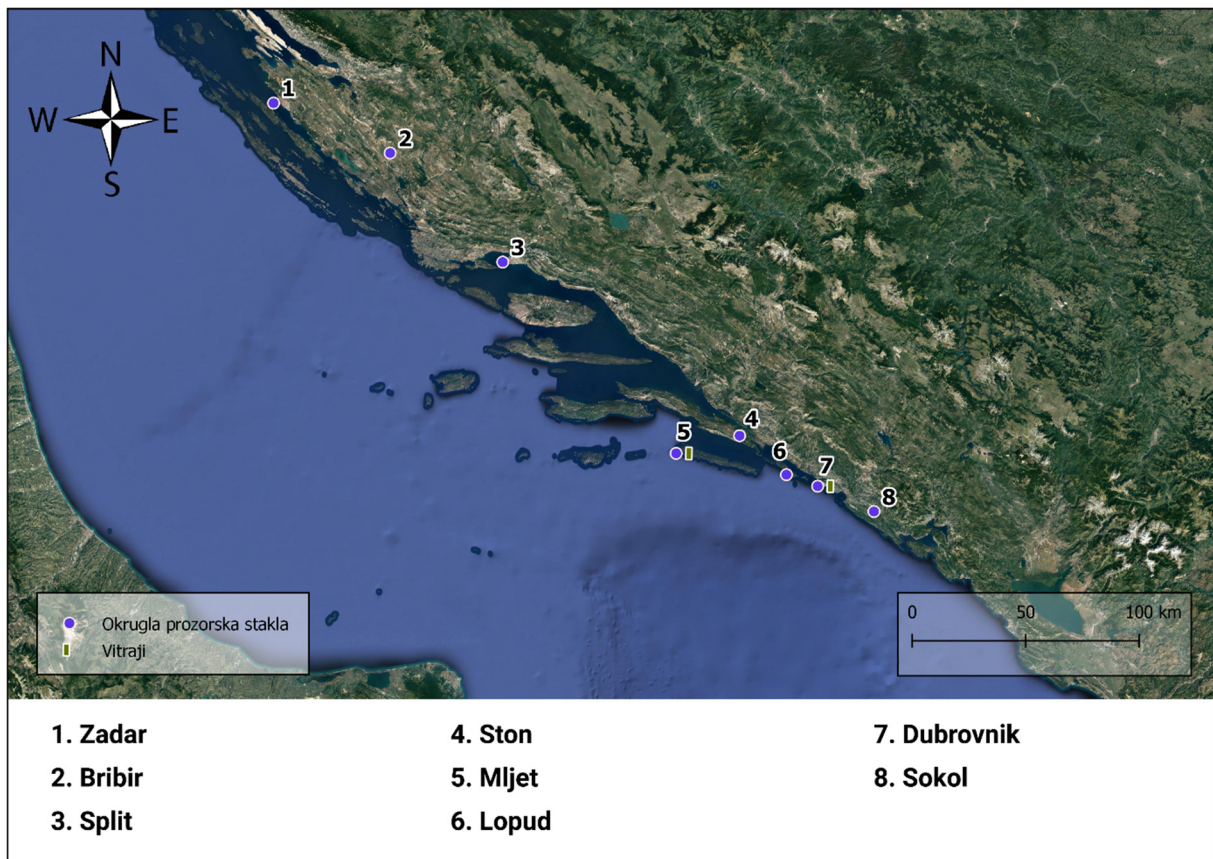 N
W E
S
1
2
3
4
5
6
7
8
Okrugla prozorska stakla
Vitraji
0 50 100 km
1. Zadar
2. Bribir
3. Split
4. Ston
5. Mljet
6. Lopud
7. Dubrovnik
8. Sokol